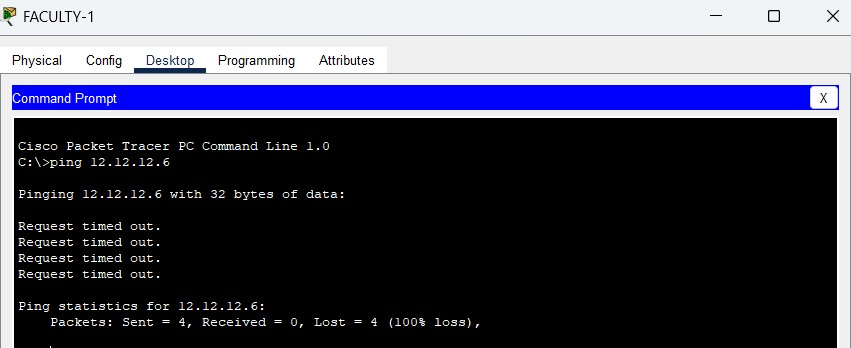 FACULTY-1
Physical Config Desktop Programming Attributes
Command Prompt X
Cisco Packet Tracer PC Command Line 1.0
C:\>ping 12.12.12.6
Pinging 12.12.12.6 with 32 bytes of data:
Request timed out.
Request timed out.
Request timed out.
Request timed out.
Ping statistics for 12.12.12.6:
    Packets: Sent = 4, Received = 0, Lost = 4 (100% loss),